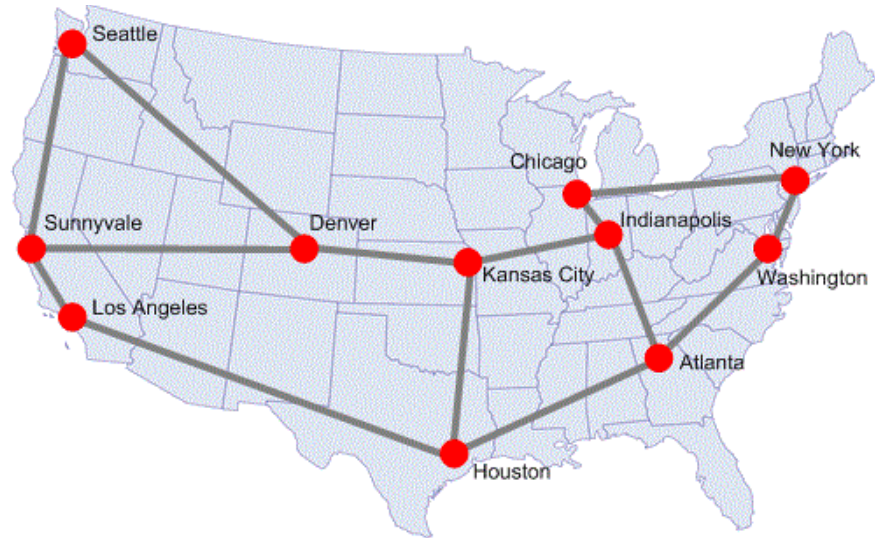 Seattle
New York
Chicago
Sunnyvale
Denver
Indianapolis
Kansas City
Washington
Los Angeles
Atlanta
Houston